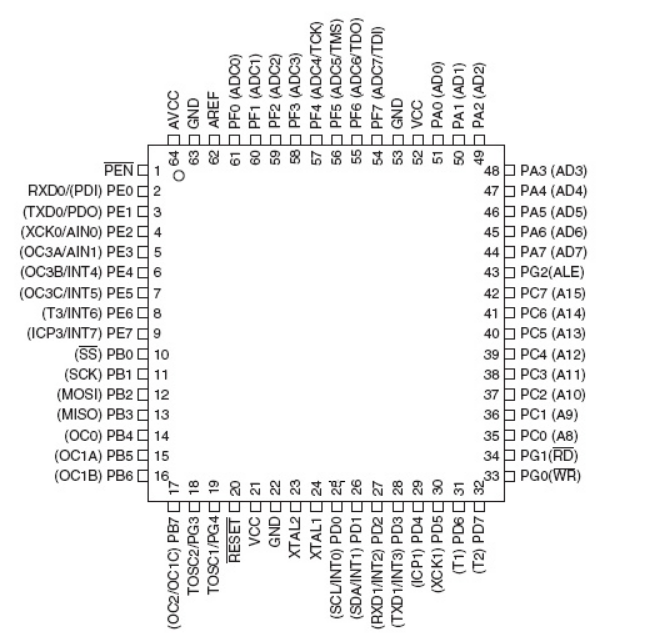 AVCC
GND
AREF
PF0 (ADC0)
PF1 (ADC1)
PF2 (ADC2)
PF3 (ADC3)
PF4 (ADC4/TCK)
PF5 (ADC5/TMS)
PF6 (ADC6/TDO)
PF7 (ADC7/TDI)
GND
VCC
PA0 (AD0)
PA1 (AD1)
PA2 (AD2)
64
63
62
61
60
59
58
57
56
55
54
53
52
51
50
49
PEN 1
RXD0/(PDI) PE0 2
(TXD0/PDO) PE1 3
(XCK0/AIN0) PE2 4
(OC3A/AIN1) PE3 5
(OC3B/INT4) PE4 6
(OC3C/INT5) PE5 7
(T3/INT6) PE6 8
(ICP3/INT7) PE7 9
(SS) PB0 10
(SCK) PB1 11
(MOSI) PB2 12
(MISO) PB3 13
(OC0) PB4 14
(OC1A) PB5 15
(OC1B) PB6 16
48 PA3 (AD3)
47 PA4 (AD4)
46 PA5 (AD5)
45 PA6 (AD6)
44 PA7 (AD7)
43 PG2(ALE)
42 PC7 (A15)
41 PC6 (A14)
40 PC5 (A13)
39 PC4 (A12)
38 PC3 (A11)
37 PC2 (A10)
36 PC1 (A9)
35 PC0 (A8)
34 PG1(RD)
33 PG0(WR)
17
18
19
20
21
22
23
24
25
26
27
28
29
30
31
32
(OC2/OC1C) PB7
TOSC2/PG3
TOSC1/PG4
RESET
VCC
GND
XTAL2
XTAL1
(SCL/INT0) PD0
(SDA/INT1) PD1
(RXD1/INT2) PD2
(TXD1/INT3) PD3
(ICP1) PD4
(XCK1) PD5
(T1) PD6
(T2) PD7